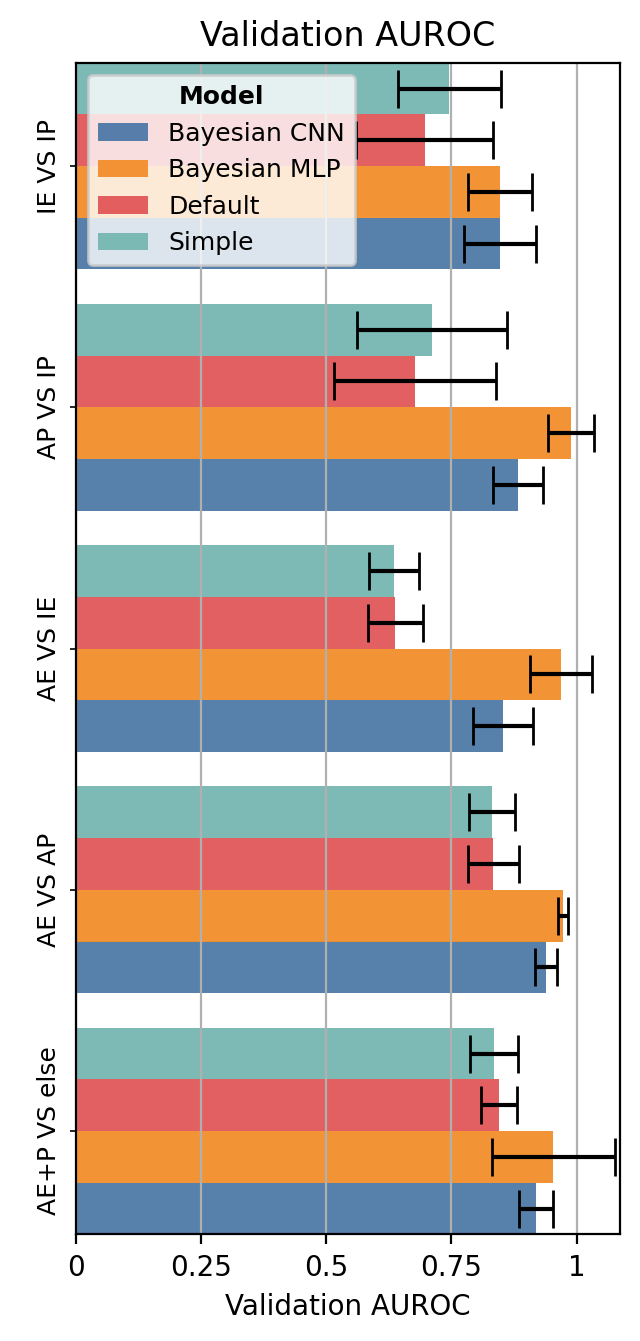 Validation AUROC
Model
Bayesian CNN
Bayesian MLP
Default
Simple
IE VS IP
AP VS IP
AE VS IE
AE VS AP
AE+P VS else
0 0.25 0.5 0.75 1
Validation AUROC